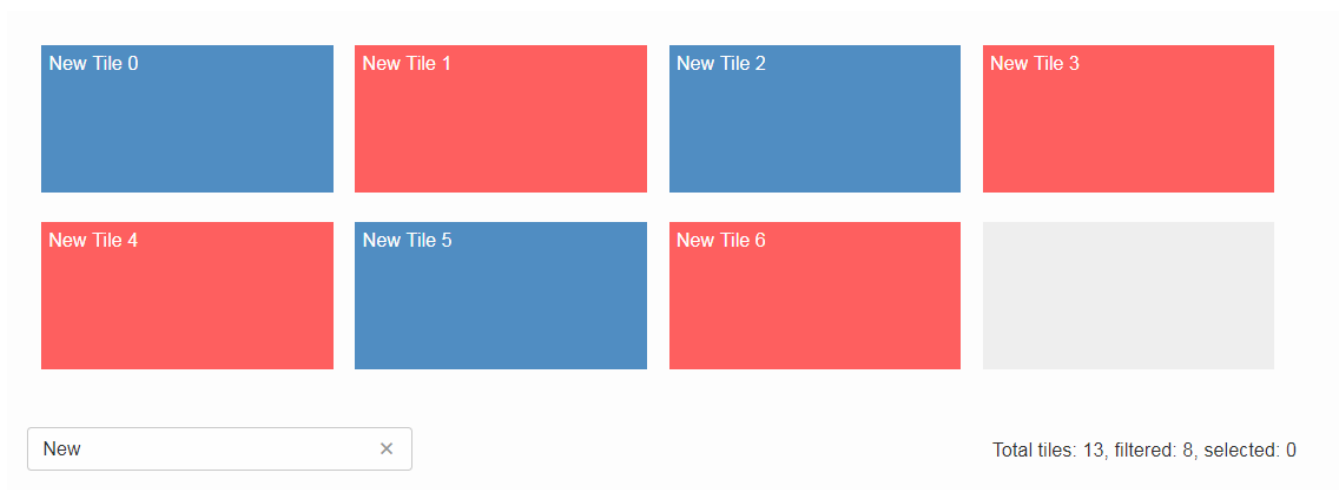 New Tile 0
New Tile 1
New Tile 2
New Tile 3
New Tile 4
New Tile 5
New Tile 6
New
Total tiles: 13, filtered: 8, selected: 0